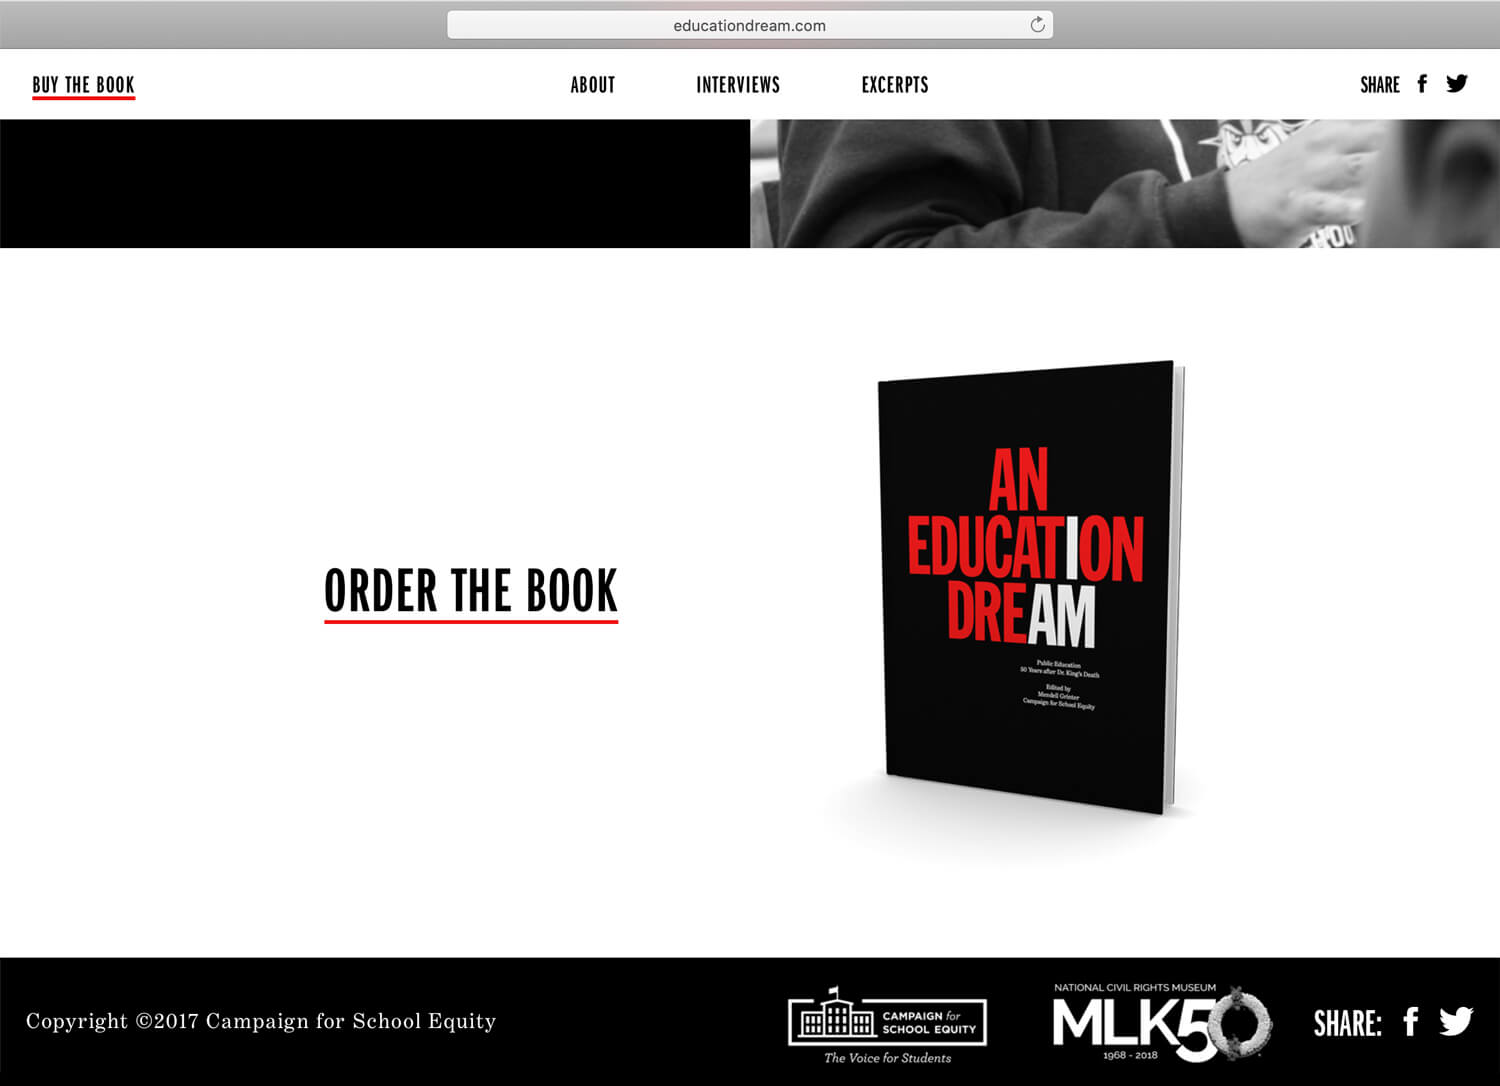 educationdream.com
BUY THE BOOK
ABOUT
INTERVIEWS
EXCERPTS
SHARE
ORDER THE BOOK
AN
EDUCATION
DREAM
Public Education
50 Years after Dr. King's Death
Edited by
Mendell Grinter
Campaign for School Equity
Copyright ©2017 Campaign for School Equity
CAMPAIGN for
SCHOOL EQUITY
The Voice for Students
NATIONAL CIVIL RIGHTS MUSEUM
MLK50
1968 - 2018
SHARE: